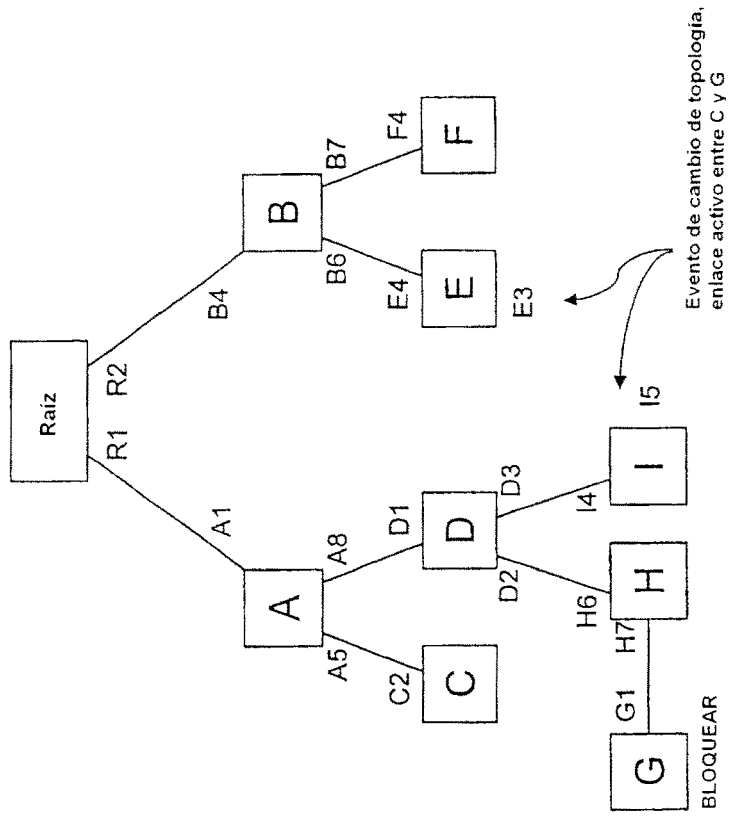 Raíz
R1
R2
A1
B4
A
B
A5
A8
B6
B7
C2
D1
E4
F4
C
D
E
F
D2
D3
E3
H6
I4
G1
H7
G
H
I
I5
BLOQUEAR
Evento de cambio de topología,
enlace activo entre C y G